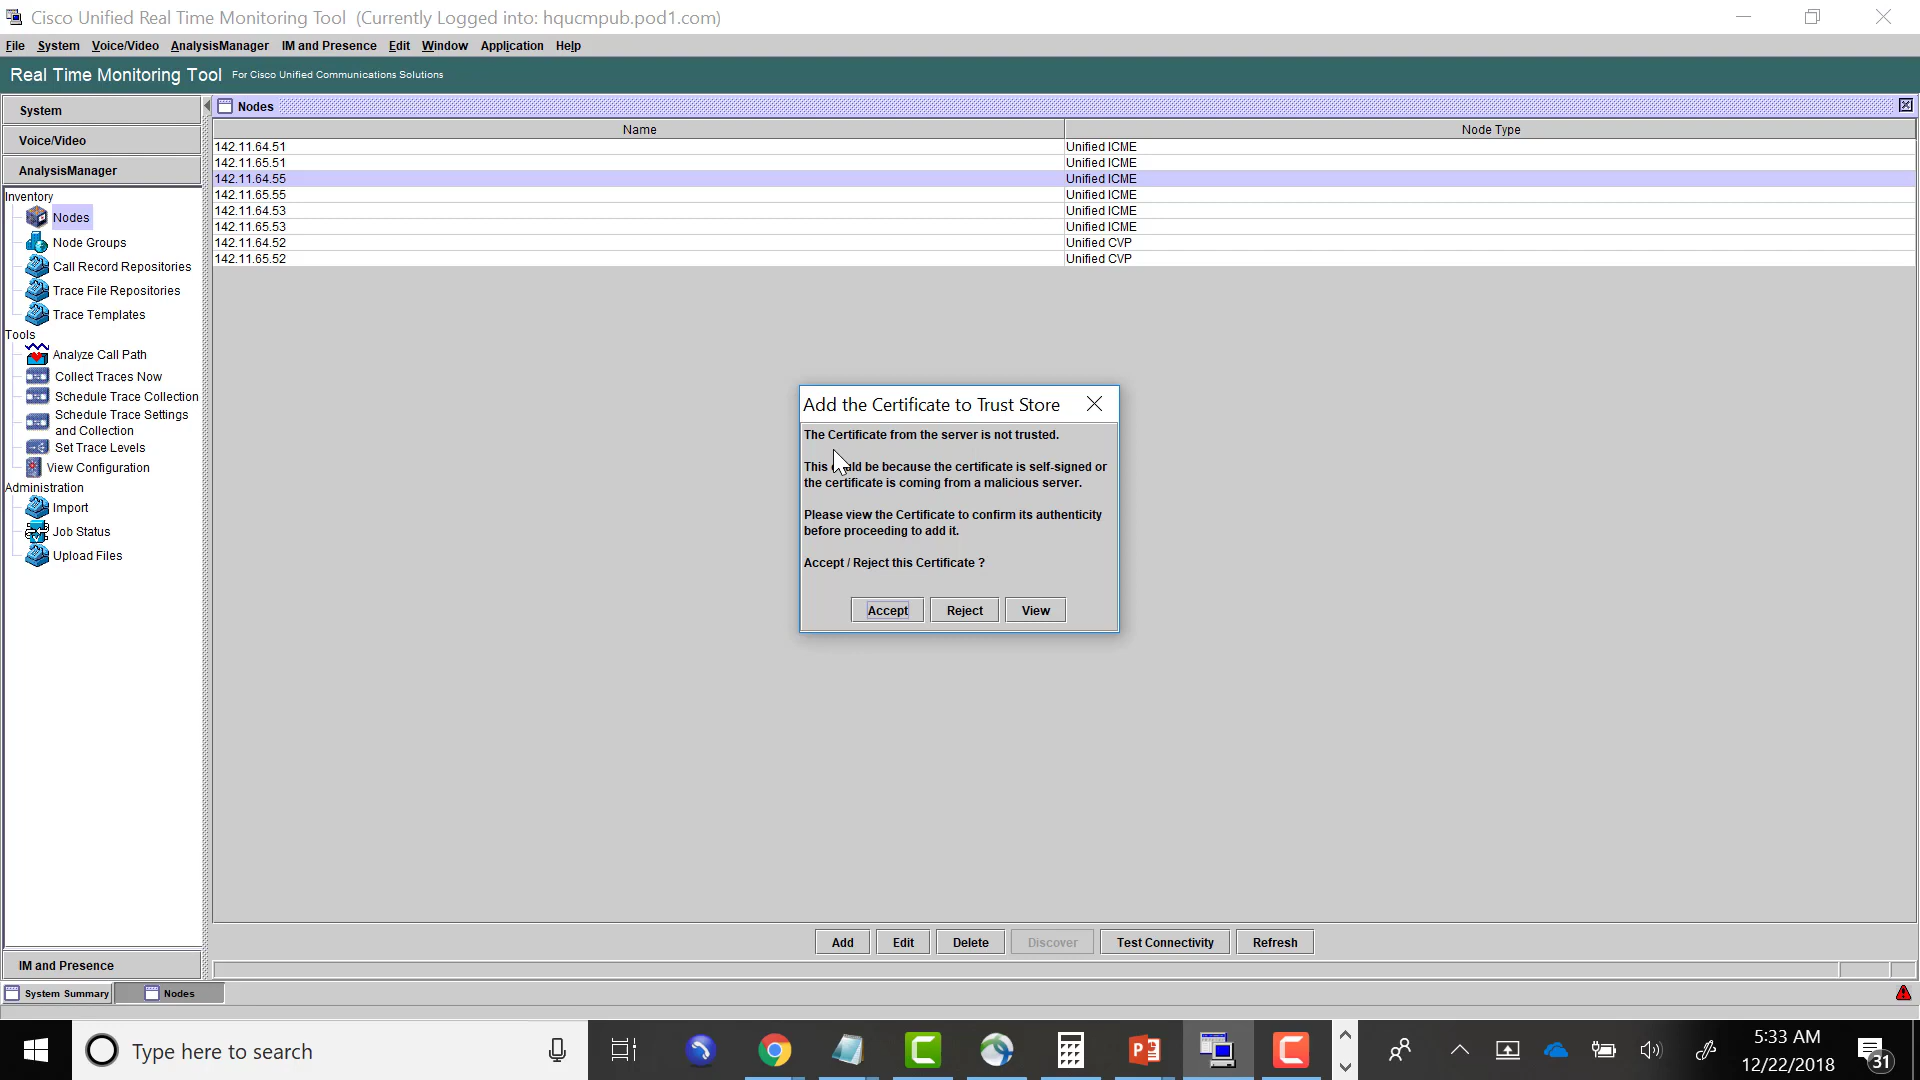 Cisco Unified Real Time Monitoring Tool (Currently Logged into: hqucmpub.pod1.com)
File System Voice/Video AnalysisManager IM and Presence Edit Window Application Help
Real Time Monitoring Tool For Cisco Unified Communications Solutions
System
Voice/Video
AnalysisManager
Inventory
Nodes
Node Groups
Call Record Repositories
Trace File Repositories
Trace Templates
Tools
Analyze Call Path
Collect Traces Now
Schedule Trace Collection
Schedule Trace Settings
and Collection
Set Trace Levels
View Configuration
Administration
Import
Job Status
Upload Files
IM and Presence
Nodes
Name Node Type
142.11.64.51 Unified ICME
142.11.65.51 Unified ICME
142.11.64.55 Unified ICME
142.11.65.55 Unified ICME
142.11.64.53 Unified ICME
142.11.65.53 Unified ICME
142.11.64.52 Unified CVP
142.11.65.52 Unified CVP
Add the Certificate to Trust Store
The Certificate from the server is not trusted.
This be because the certificate is self-signed or
the certificate is coming from a malicious server.
Please view the Certificate to confirm its authenticity
before proceeding to add it.
Accept / Reject this Certificate ?
Accept Reject View
Add Edit Delete Discover Test Connectivity Refresh
System Summary Nodes
Type here to search
5:33 AM
12/22/2018
31